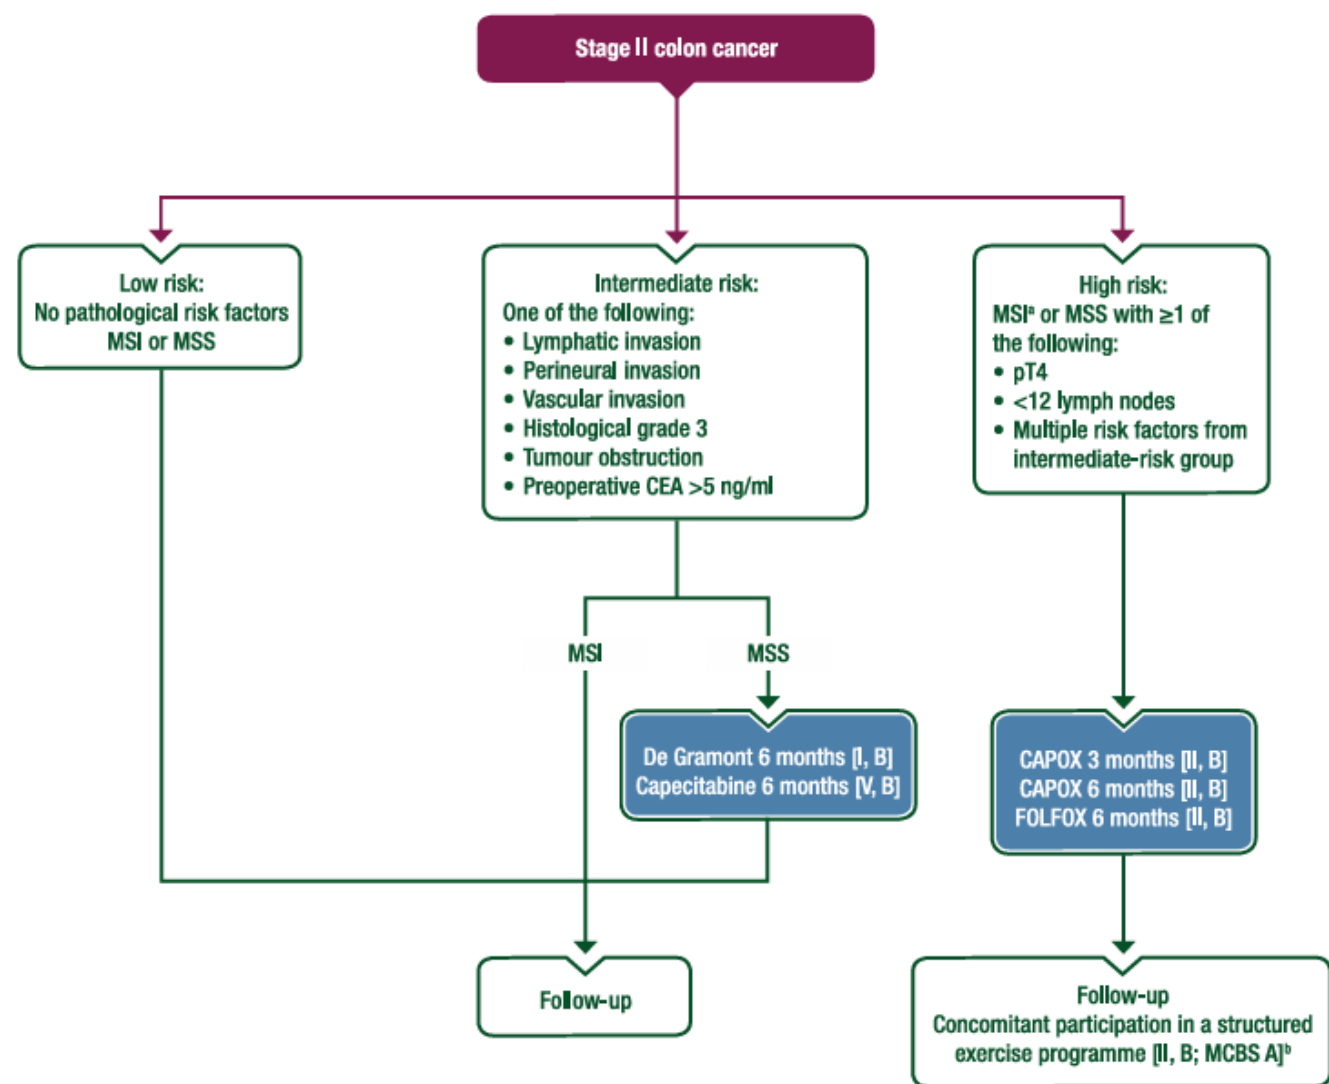 Stage II colon cancer
Low risk:
No pathological risk factors
MSI or MSS
Intermediate risk:
One of the following:
• Lymphatic invasion
• Perineural invasion
• Vascular invasion
• Histological grade 3
• Tumour obstruction
• Preoperative CEA >5 ng/ml
High risk:
MSIᵃ or MSS with ≥1 of
the following:
• pT4
• <12 lymph nodes
• Multiple risk factors from
intermediate-risk group
MSI
MSS
De Gramont 6 months [I, B]
Capecitabine 6 months [V, B]
CAPOX 3 months [II, B]
CAPOX 6 months [II, B]
FOLFOX 6 months [II, B]
Follow-up
Follow-up
Concomitant participation in a structured
exercise programme [II, B; MCBS A]ᵇ